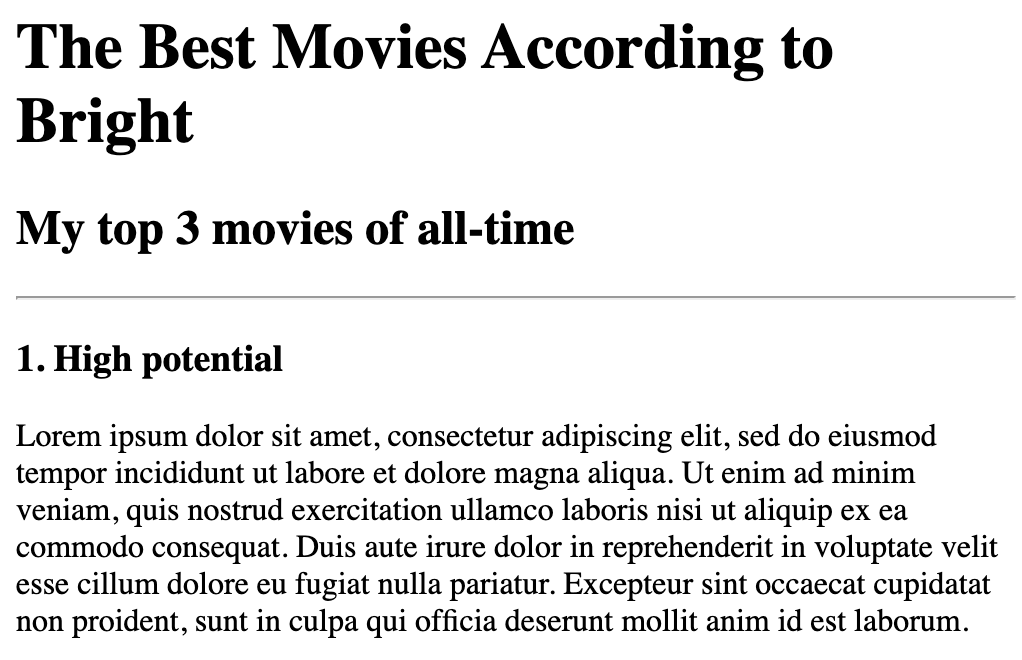 The Best Movies According to
Bright
My top 3 movies of all-time
1. High potential
Lorem ipsum dolor sit amet, consectetur adipiscing elit, sed do eiusmod
tempor incididunt ut labore et dolore magna aliqua. Ut enim ad minim
veniam, quis nostrud exercitation ullamco laboris nisi ut aliquip ex ea
commodo consequat. Duis aute irure dolor in reprehenderit in voluptate velit
esse cillum dolore eu fugiat nulla pariatur. Excepteur sint occaecat cupidatat
non proident, sunt in culpa qui officia deserunt mollit anim id est laborum.